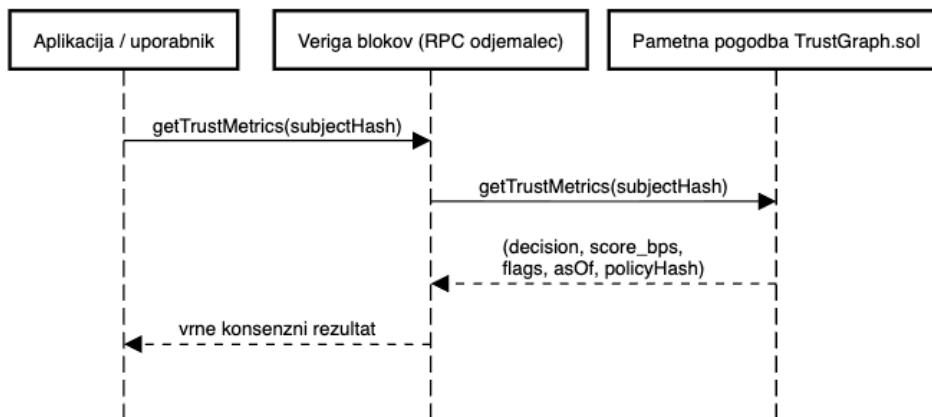 Aplikacija / uporabnik
Veriga blokov (RPC odjemalec)
Pametna pogodba TrustGraph.sol
getTrustMetrics(subjectHash)
getTrustMetrics(subjectHash)
(decision, score_bps,
flags, asOf, policyHash)
vrne konsenzni rezultat